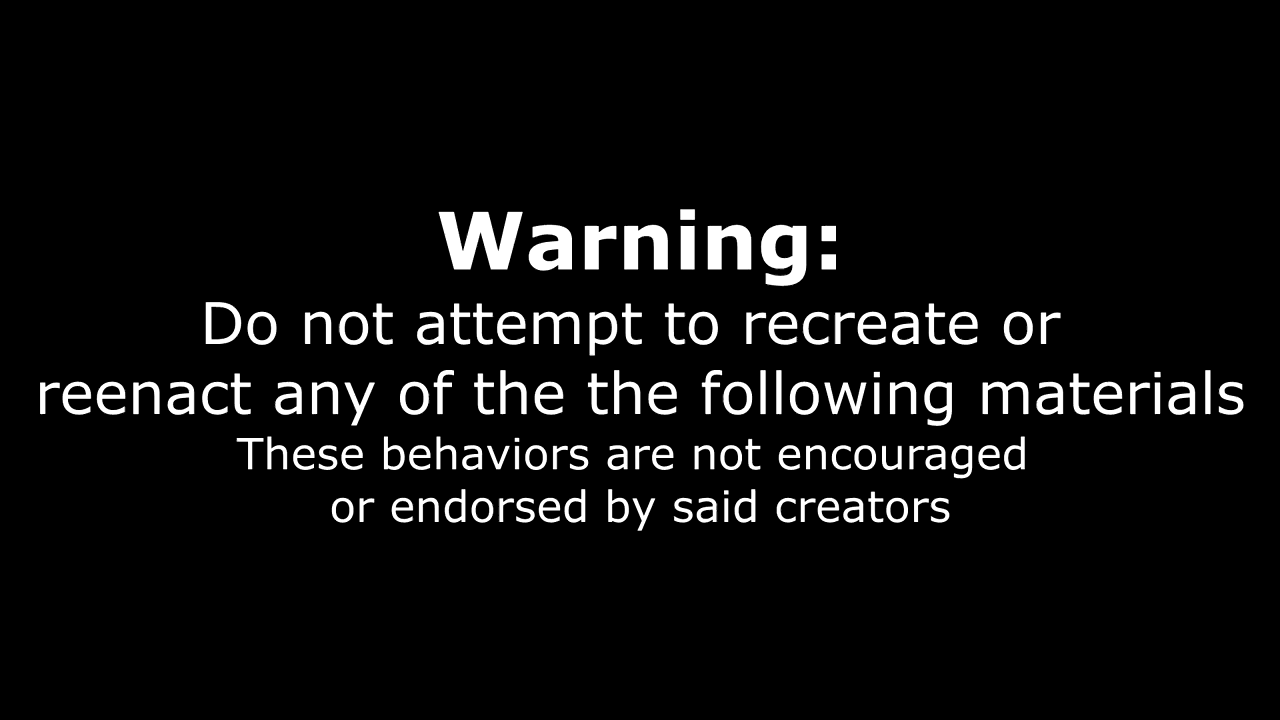 Warning:
Do not attempt to recreate or
reenact any of the the following materials
These behaviors are not encouraged
or endorsed by said creators